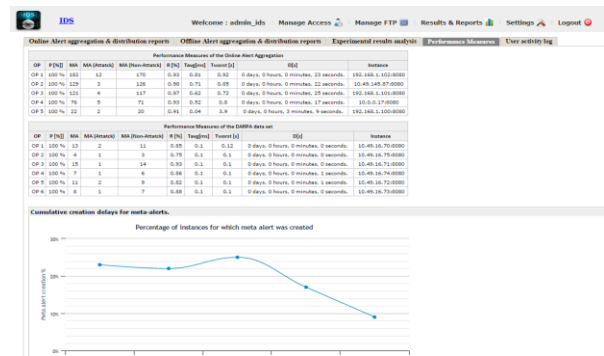 IDS
IDS
Welcome : admin_ids Manage Access Manage FTP Results & Reports Settings Logout
Online Alert aggreagation & distribution reports Offline Alert aggreagation & distribution reports Experimental results analysis Performance Measures User activity log
Performance Measures of the Online Alert Aggregation
OP P [%] MA MA (Attack) MA (Non-Attatck) R [%] Tavg[ms] Tworst [s] D[s] Instance
OP 1 100 % 182 12 170 0.93 0.81 0.92 0 days, 0 hours, 0 minutes, 23 seconds. 192.168.1.102:8080
OP 2 100 % 129 3 126 0.98 0.71 0.85 0 days, 0 hours, 0 minutes, 22 seconds. 10.49.145.87:8080
OP 3 100 % 121 4 117 0.97 0.62 0.72 0 days, 0 hours, 0 minutes, 25 seconds. 192.168.1.101:8080
OP 4 100 % 76 5 71 0.93 0.52 0.8 0 days, 0 hours, 0 minutes, 17 seconds. 10.0.0.17:8080
OP 5 100 % 22 2 20 0.91 0.04 3.9 0 days, 0 hours, 3 minutes, 9 seconds. 192.168.1.100:8080
Performance Measures of the DARPA data set
OP P [%] MA MA (Attack) MA (Non-Attatck) R [%] Tavg[ms] Tworst [s] D[s] Instance
OP 1 100 % 13 2 11 0.85 0.1 0.12 0 days, 0 hours, 0 minutes, 0 seconds. 10.49.16.70:8080
OP 2 100 % 4 1 3 0.75 0.1 0.1 0 days, 0 hours, 0 minutes, 0 seconds. 10.49.16.75:8080
OP 3 100 % 15 1 14 0.93 0.1 0.1 0 days, 0 hours, 0 minutes, 0 seconds. 10.49.16.71:8080
OP 4 100 % 7 1 6 0.86 0.1 0.1 0 days, 0 hours, 0 minutes, 0 seconds. 10.49.16.74:8080
OP 5 100 % 11 2 9 0.82 0.1 0.1 0 days, 0 hours, 0 minutes, 1 seconds. 10.49.16.72:8080
OP 6 100 % 8 1 7 0.88 0.1 0.1 0 days, 0 hours, 0 minutes, 0 seconds. 10.49.16.73:8080
Cumulative creation delays for meta-alerts.
Percentage of instances for which meta alert was created
30%
20%
10%
0%
Meta alert creation %